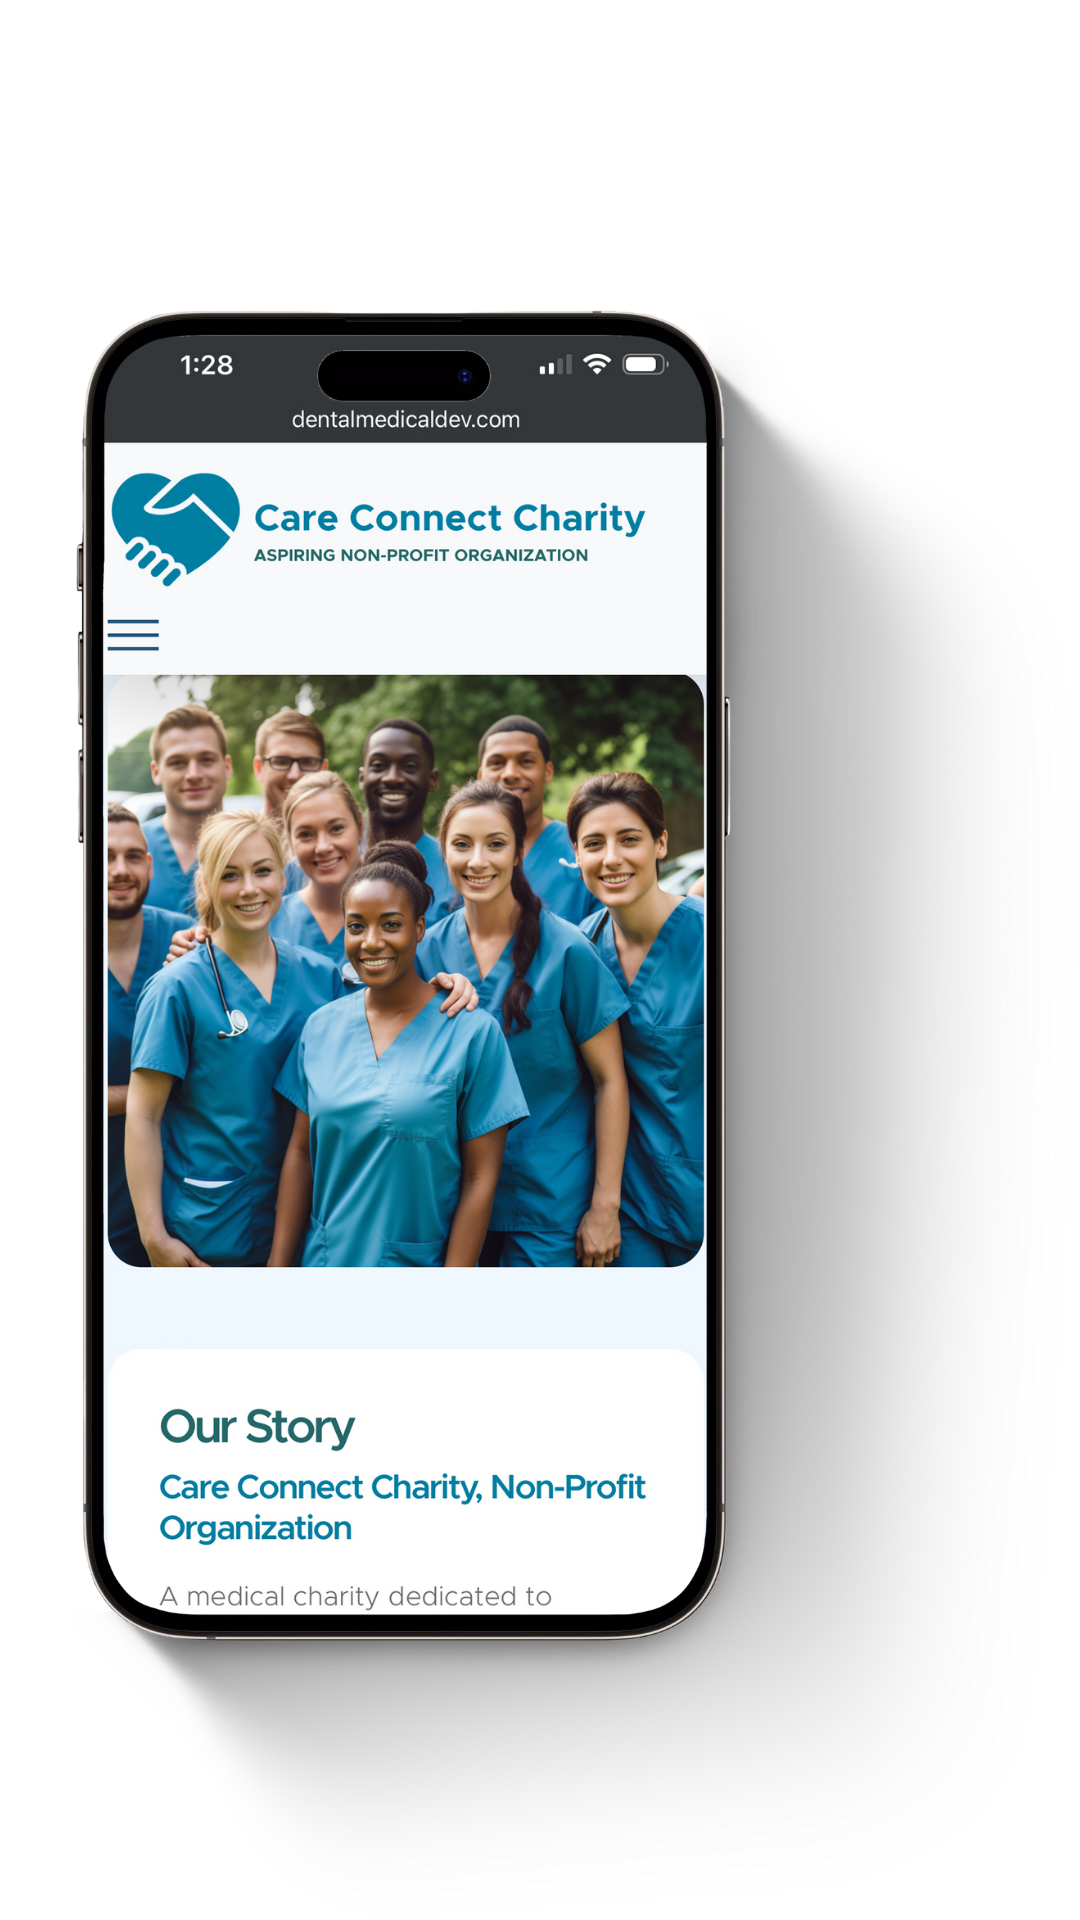 1:28
dentalmedicaldev.com
Care Connect Charity
ASPIRING NON-PROFIT ORGANIZATION
Our Story
Care Connect Charity, Non-Profit
Organization
A medical charity dedicated to